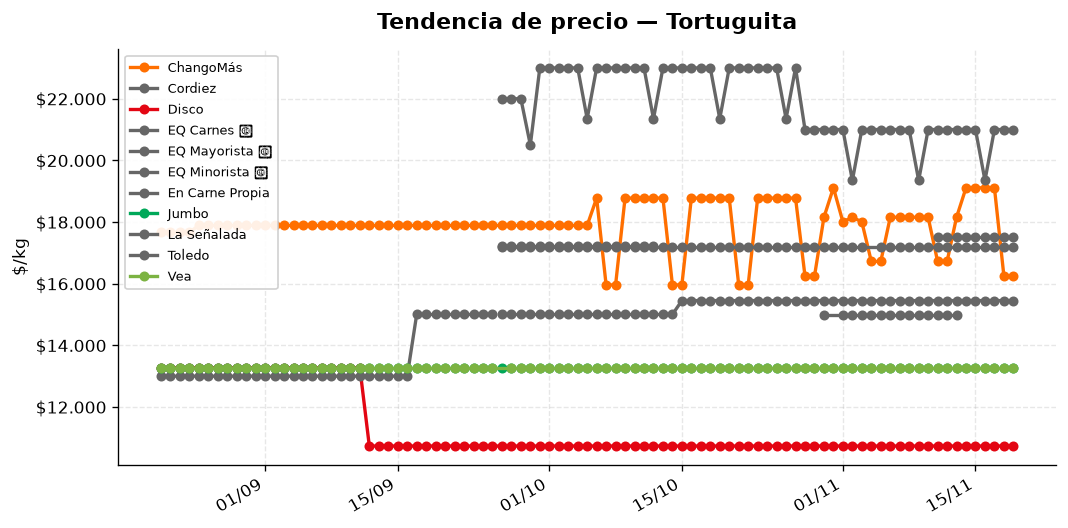 Tendencia de precio — Tortuguita
ChangoMás
Cordiez
Disco
EQ Carnes
EQ Mayorista
EQ Minorista
En Carne Propia
Jumbo
La Señalada
Toledo
Vea
$/kg
$22.000
$20.000
$18.000
$16.000
$14.000
$12.000
01/09
15/09
01/10
15/10
01/11
15/11